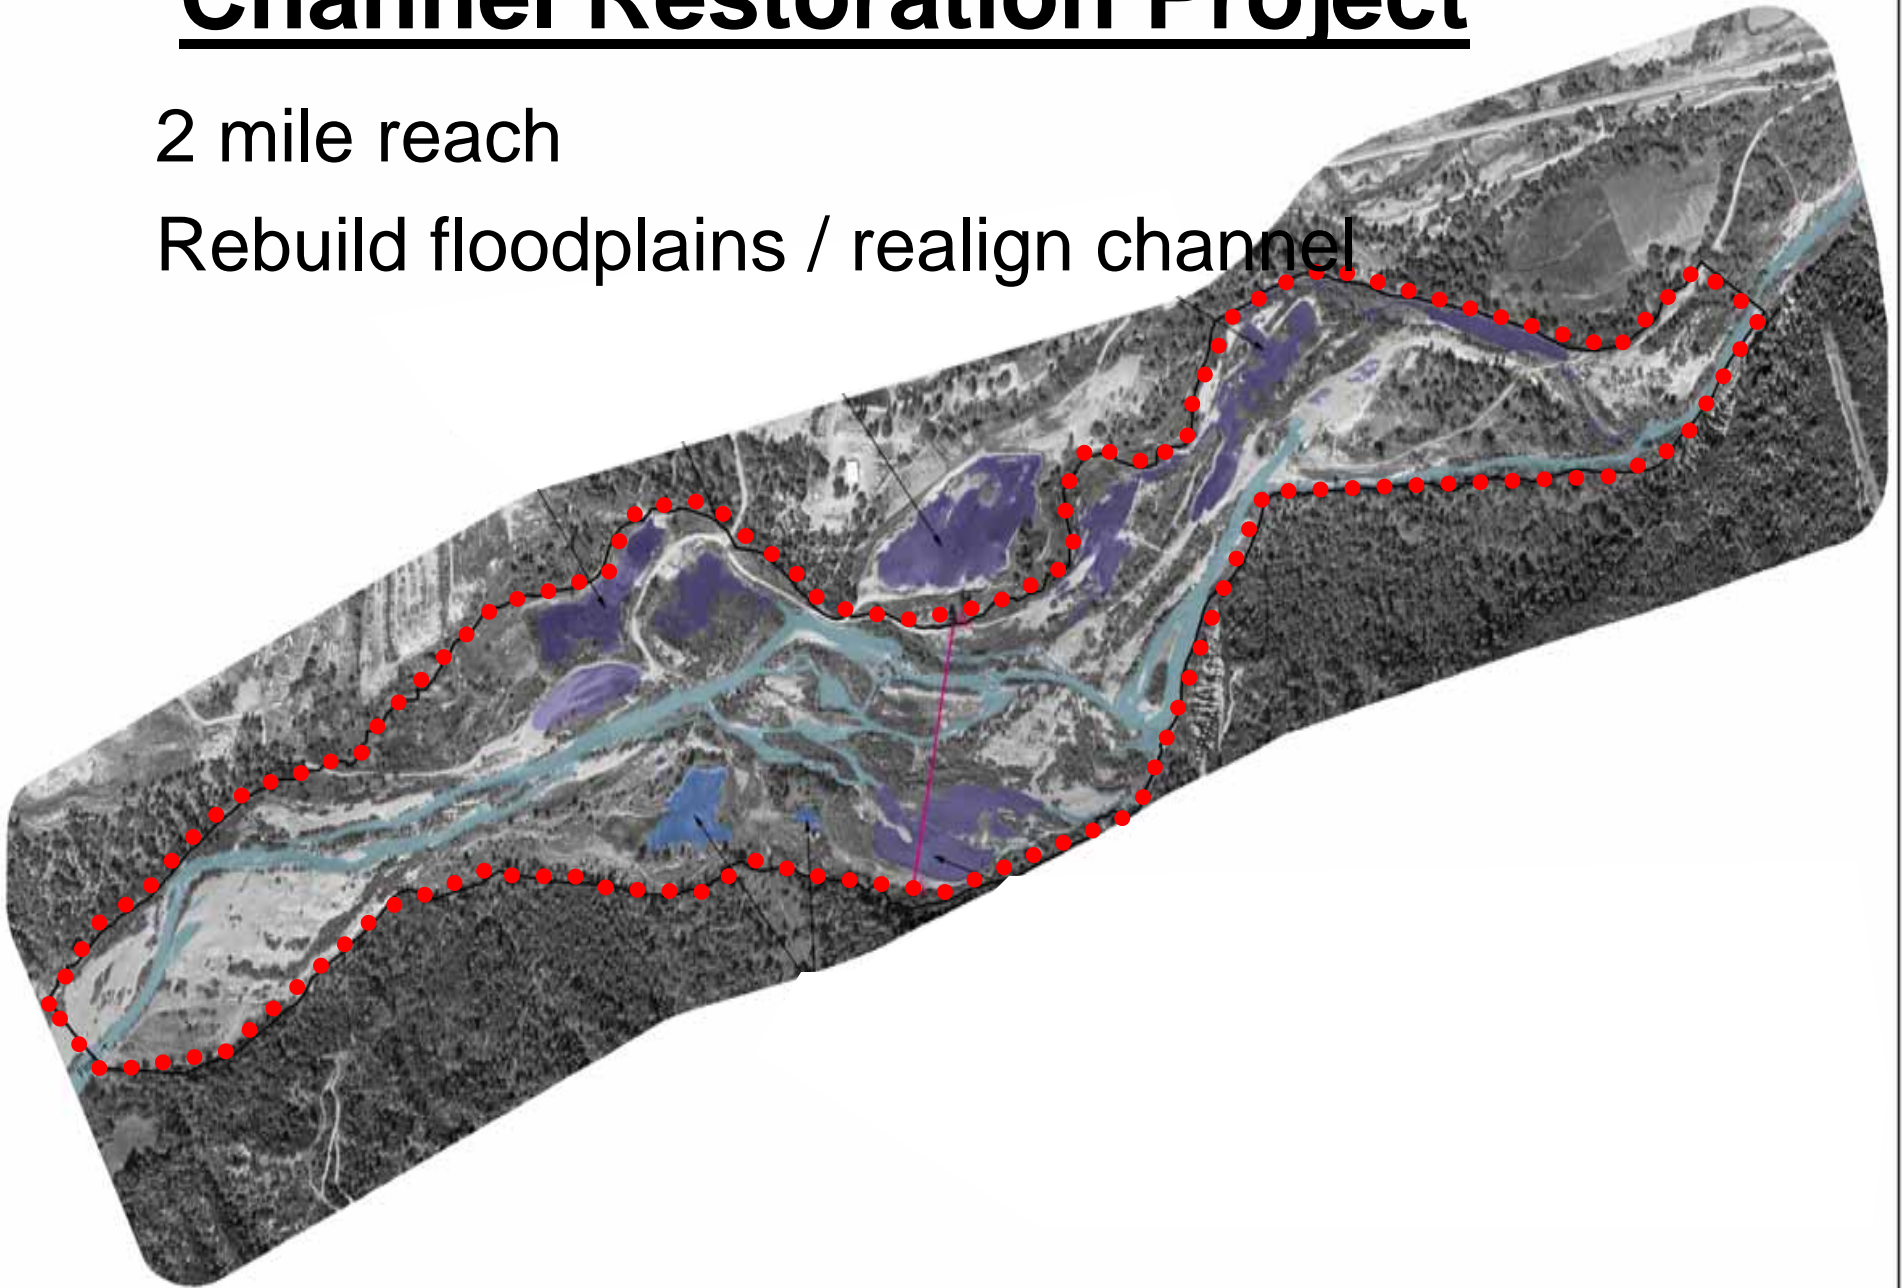 Channel Restoration Project
2 mile reach
Rebuild floodplains / realign channel